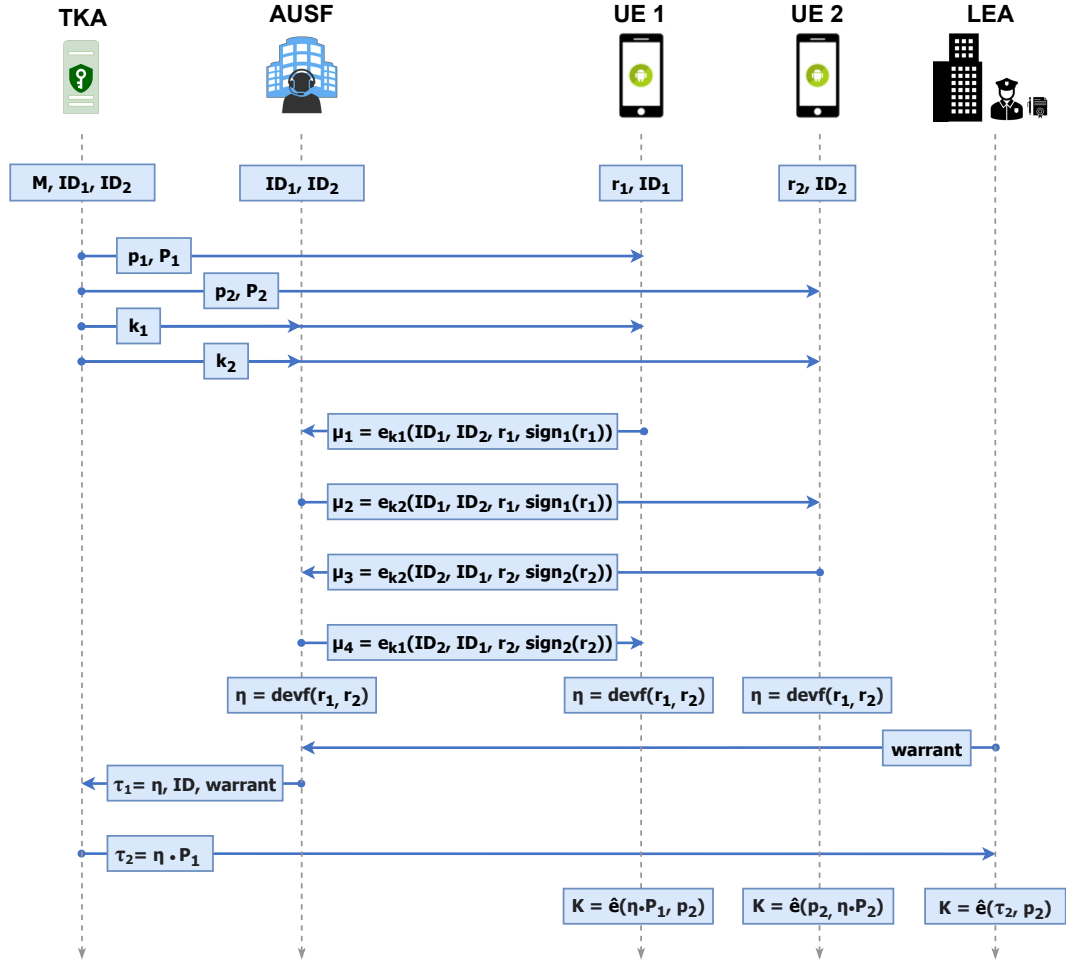 TKA AUSF UE 1 UE 2 LEA
M, ID₁, ID₂ ID₁, ID₂ r₁, ID₁ r₂, ID₂
p₁, P₁
p₂, P₂
k₁
k₂
μ₁ = eₖ₁(ID₁, ID₂, r₁, sign₁(r₁))
μ₂ = eₖ₂(ID₁, ID₂, r₁, sign₁(r₁))
μ₃ = eₖ₂(ID₂, ID₁, r₂, sign₂(r₂))
μ₄ = eₖ₁(ID₂, ID₁, r₂, sign₂(r₂))
η = devf(r₁, r₂) η = devf(r₁, r₂) η = devf(r₁, r₂)
warrant
τ₁= η, ID, warrant
τ₂= η • P₁
K = ê(η•P₁, p₂) K = ê(p₂, η•P₂) K = ê(τ₂, p₂)